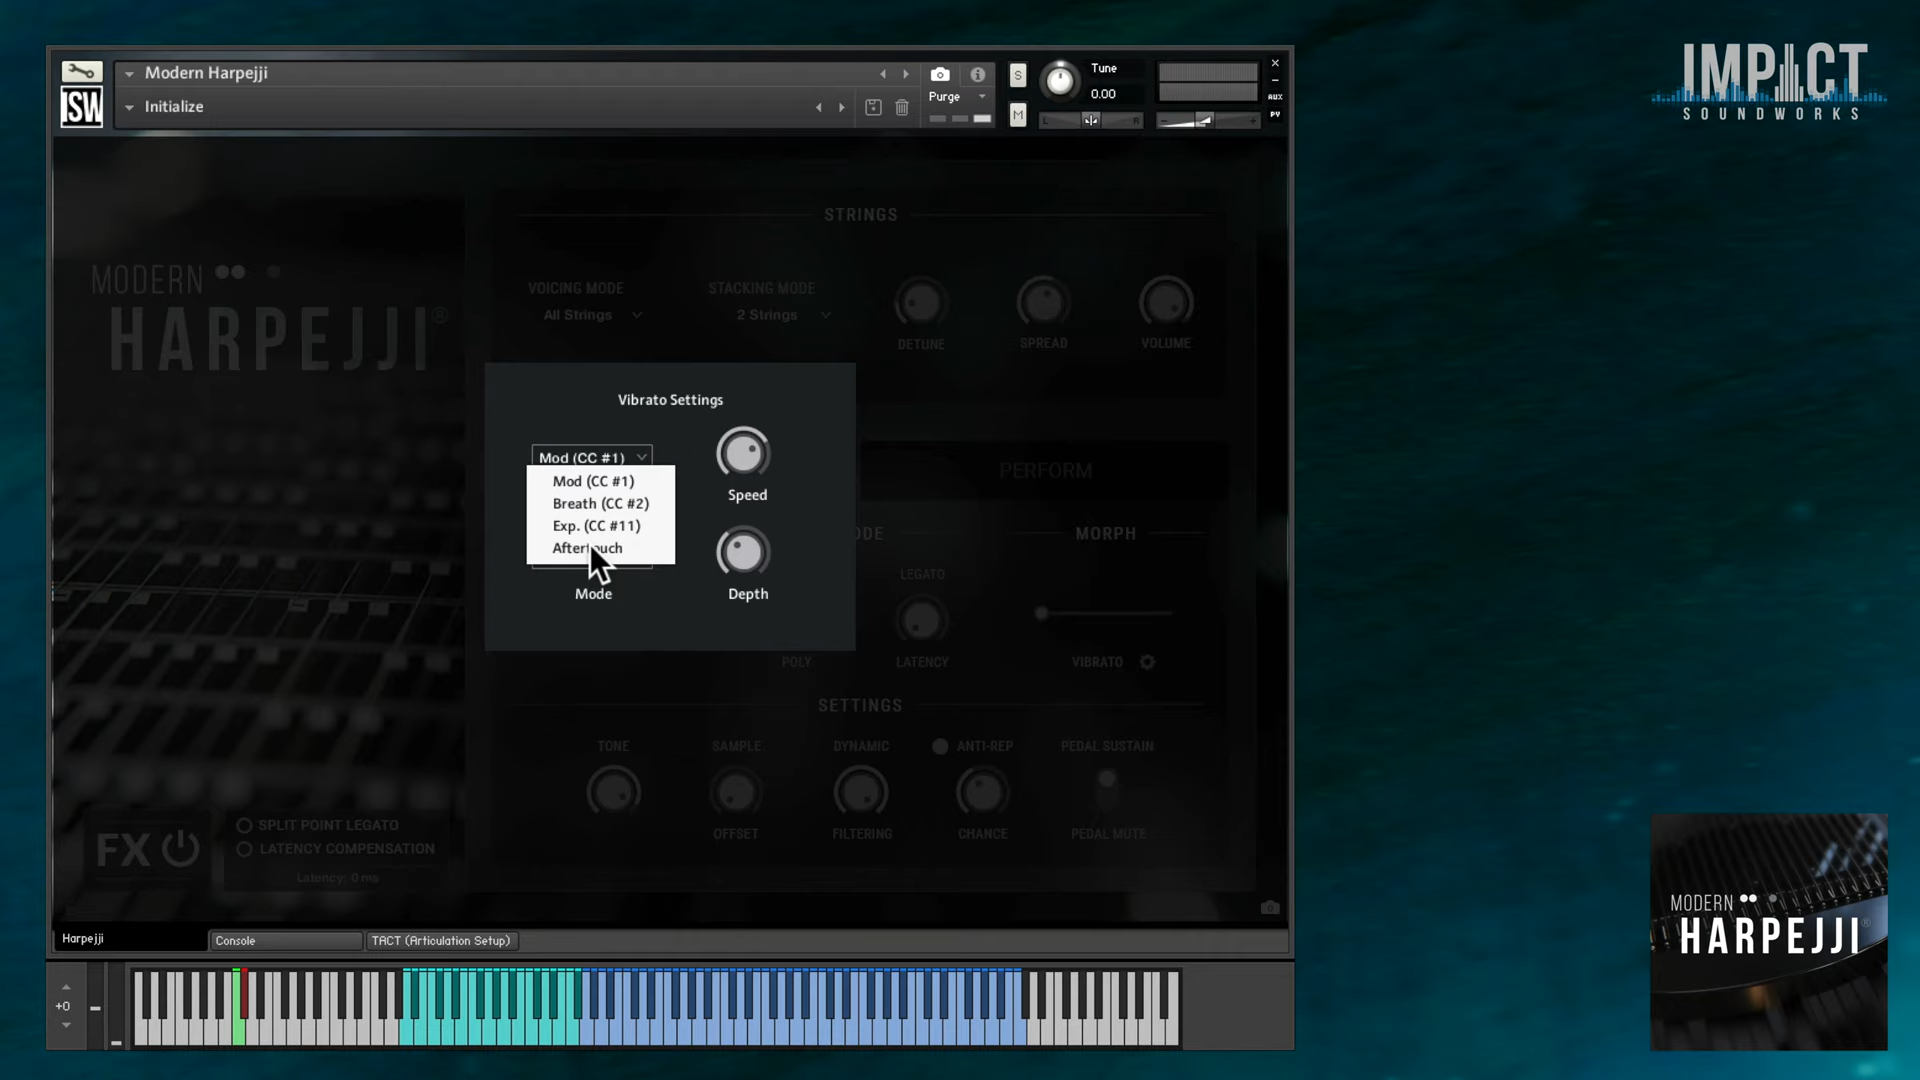 IMPACT
SOUNDWORKS
Modern Harpejji
S
Tune
0.00
x
Purge
AUX
ISW
Initialize
M
PV
L
R
STRINGS
MODERN
HARPEJJI®
VOICING MODE
STACKING MODE
All Strings
2 Strings
DETUNE
SPREAD
VOLUME
Vibrato Settings
Mod (CC #1)
Mod (CC #1)
Breath (CC #2)
Exp. (CC #11)
Aftertouch
Mode
Speed
Depth
PERFORM
ODE
MORPH
LEGATO
POLY
LATENCY
VIBRATO
SETTINGS
TONE
SAMPLE
DYNAMIC
ANTI-REP
PEDAL SUSTAIN
OFFSET
FILTERING
CHANCE
PEDAL MUTE
FX
SPLIT POINT LEGATO
LATENCY COMPENSATION
Latency: 0 ms
Harpejji
Console
TACT (Articulation Setup)
+0
MODERN
HARPEJJI®